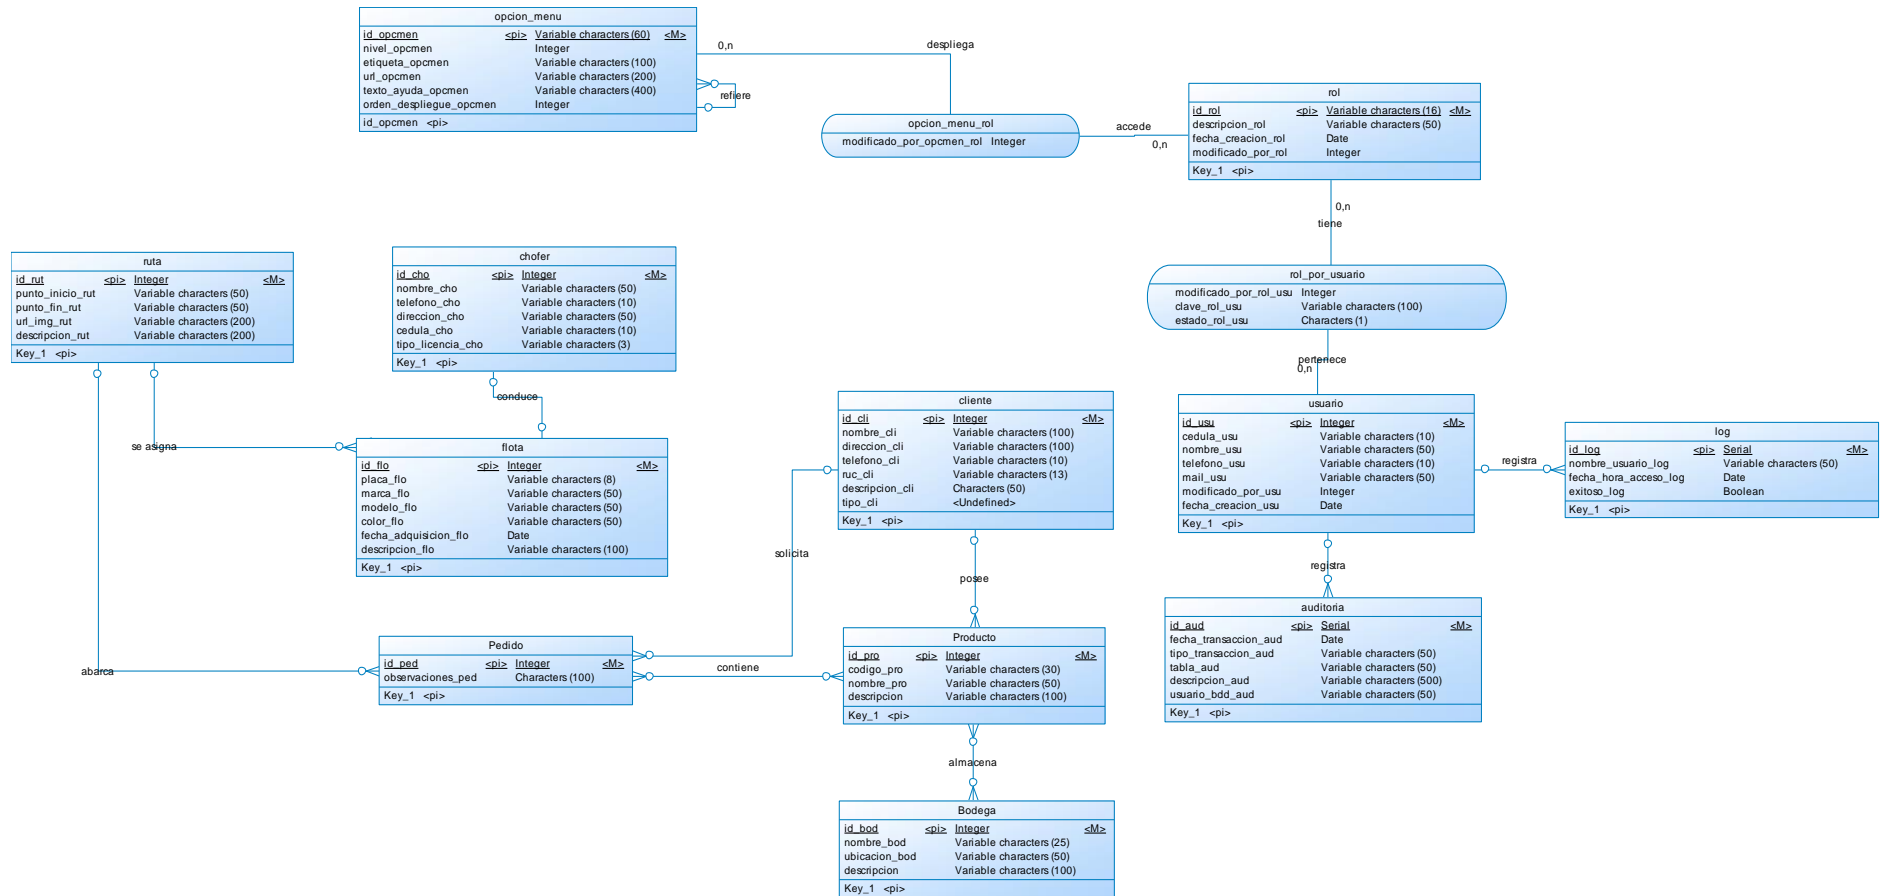 opcion_menu
id_opcmen <pi> Variable characters (60) <M>
nivel_opcmen Integer
etiqueta_opcmen Variable characters (100)
url_opcmen Variable characters (200)
texto_ayuda_opcmen Variable characters (400)
orden_despliegue_opcmen Integer
id_opcmen <pi>
0,n
despliega
refiere
opcion_menu_rol
modificado_por_opcmen_rol Integer
accede
0,n
rol
id_rol <pi> Variable characters (16) <M>
descripcion_rol Variable characters (50)
fecha_creacion_rol Date
modificado_por_rol Integer
Key_1 <pi>
0,n
tiene
rol_por_usuario
modificado_por_rol_usu Integer
clave_rol_usu Variable characters (100)
estado_rol_usu Characters (1)
pertenece
0,n
ruta
id_rut <pi> Integer <M>
punto_inicio_rut Variable characters (50)
punto_fin_rut Variable characters (50)
url_img_rut Variable characters (200)
descripcion_rut Variable characters (200)
Key_1 <pi>
chofer
id_cho <pi> Integer <M>
nombre_cho Variable characters (50)
telefono_cho Variable characters (10)
direccion_cho Variable characters (50)
cedula_cho Variable characters (10)
tipo_licencia_cho Variable characters (3)
Key_1 <pi>
conduce
se asigna
flota
id_flo <pi> Integer <M>
placa_flo Variable characters (8)
marca_flo Variable characters (50)
modelo_flo Variable characters (50)
color_flo Variable characters (50)
fecha_adquisicion_flo Date
descripcion_flo Variable characters (100)
Key_1 <pi>
cliente
id_cli <pi> Integer <M>
nombre_cli Variable characters (100)
direccion_cli Variable characters (100)
telefono_cli Variable characters (10)
ruc_cli Variable characters (13)
descripcion_cli Characters (50)
tipo_cli <Undefined>
Key_1 <pi>
usuario
id_usu <pi> Integer <M>
cedula_usu Variable characters (10)
nombre_usu Variable characters (50)
telefono_usu Variable characters (10)
mail_usu Variable characters (50)
modificado_por_usu Integer
fecha_creacion_usu Date
Key_1 <pi>
registra
log
id_log <pi> Serial <M>
nombre_usuario_log Variable characters (50)
fecha_hora_acceso_log Date
exitoso_log Boolean
Key_1 <pi>
solicita
posee
registra
auditoria
id_aud <pi> Serial <M>
fecha_transaccion_aud Date
tipo_transaccion_aud Variable characters (50)
tabla_aud Variable characters (50)
descripcion_aud Variable characters (500)
usuario_bdd_aud Variable characters (50)
Key_1 <pi>
abarca
Pedido
id_ped <pi> Integer <M>
observaciones_ped Characters (100)
Key_1 <pi>
contiene
Producto
id_pro <pi> Integer <M>
codigo_pro Variable characters (30)
nombre_pro Variable characters (50)
descripcion Variable characters (100)
Key_1 <pi>
almacena
Bodega
id_bod <pi> Integer <M>
nombre_bod Variable characters (25)
ubicacion_bod Variable characters (50)
descripcion Variable characters (100)
Key_1 <pi>